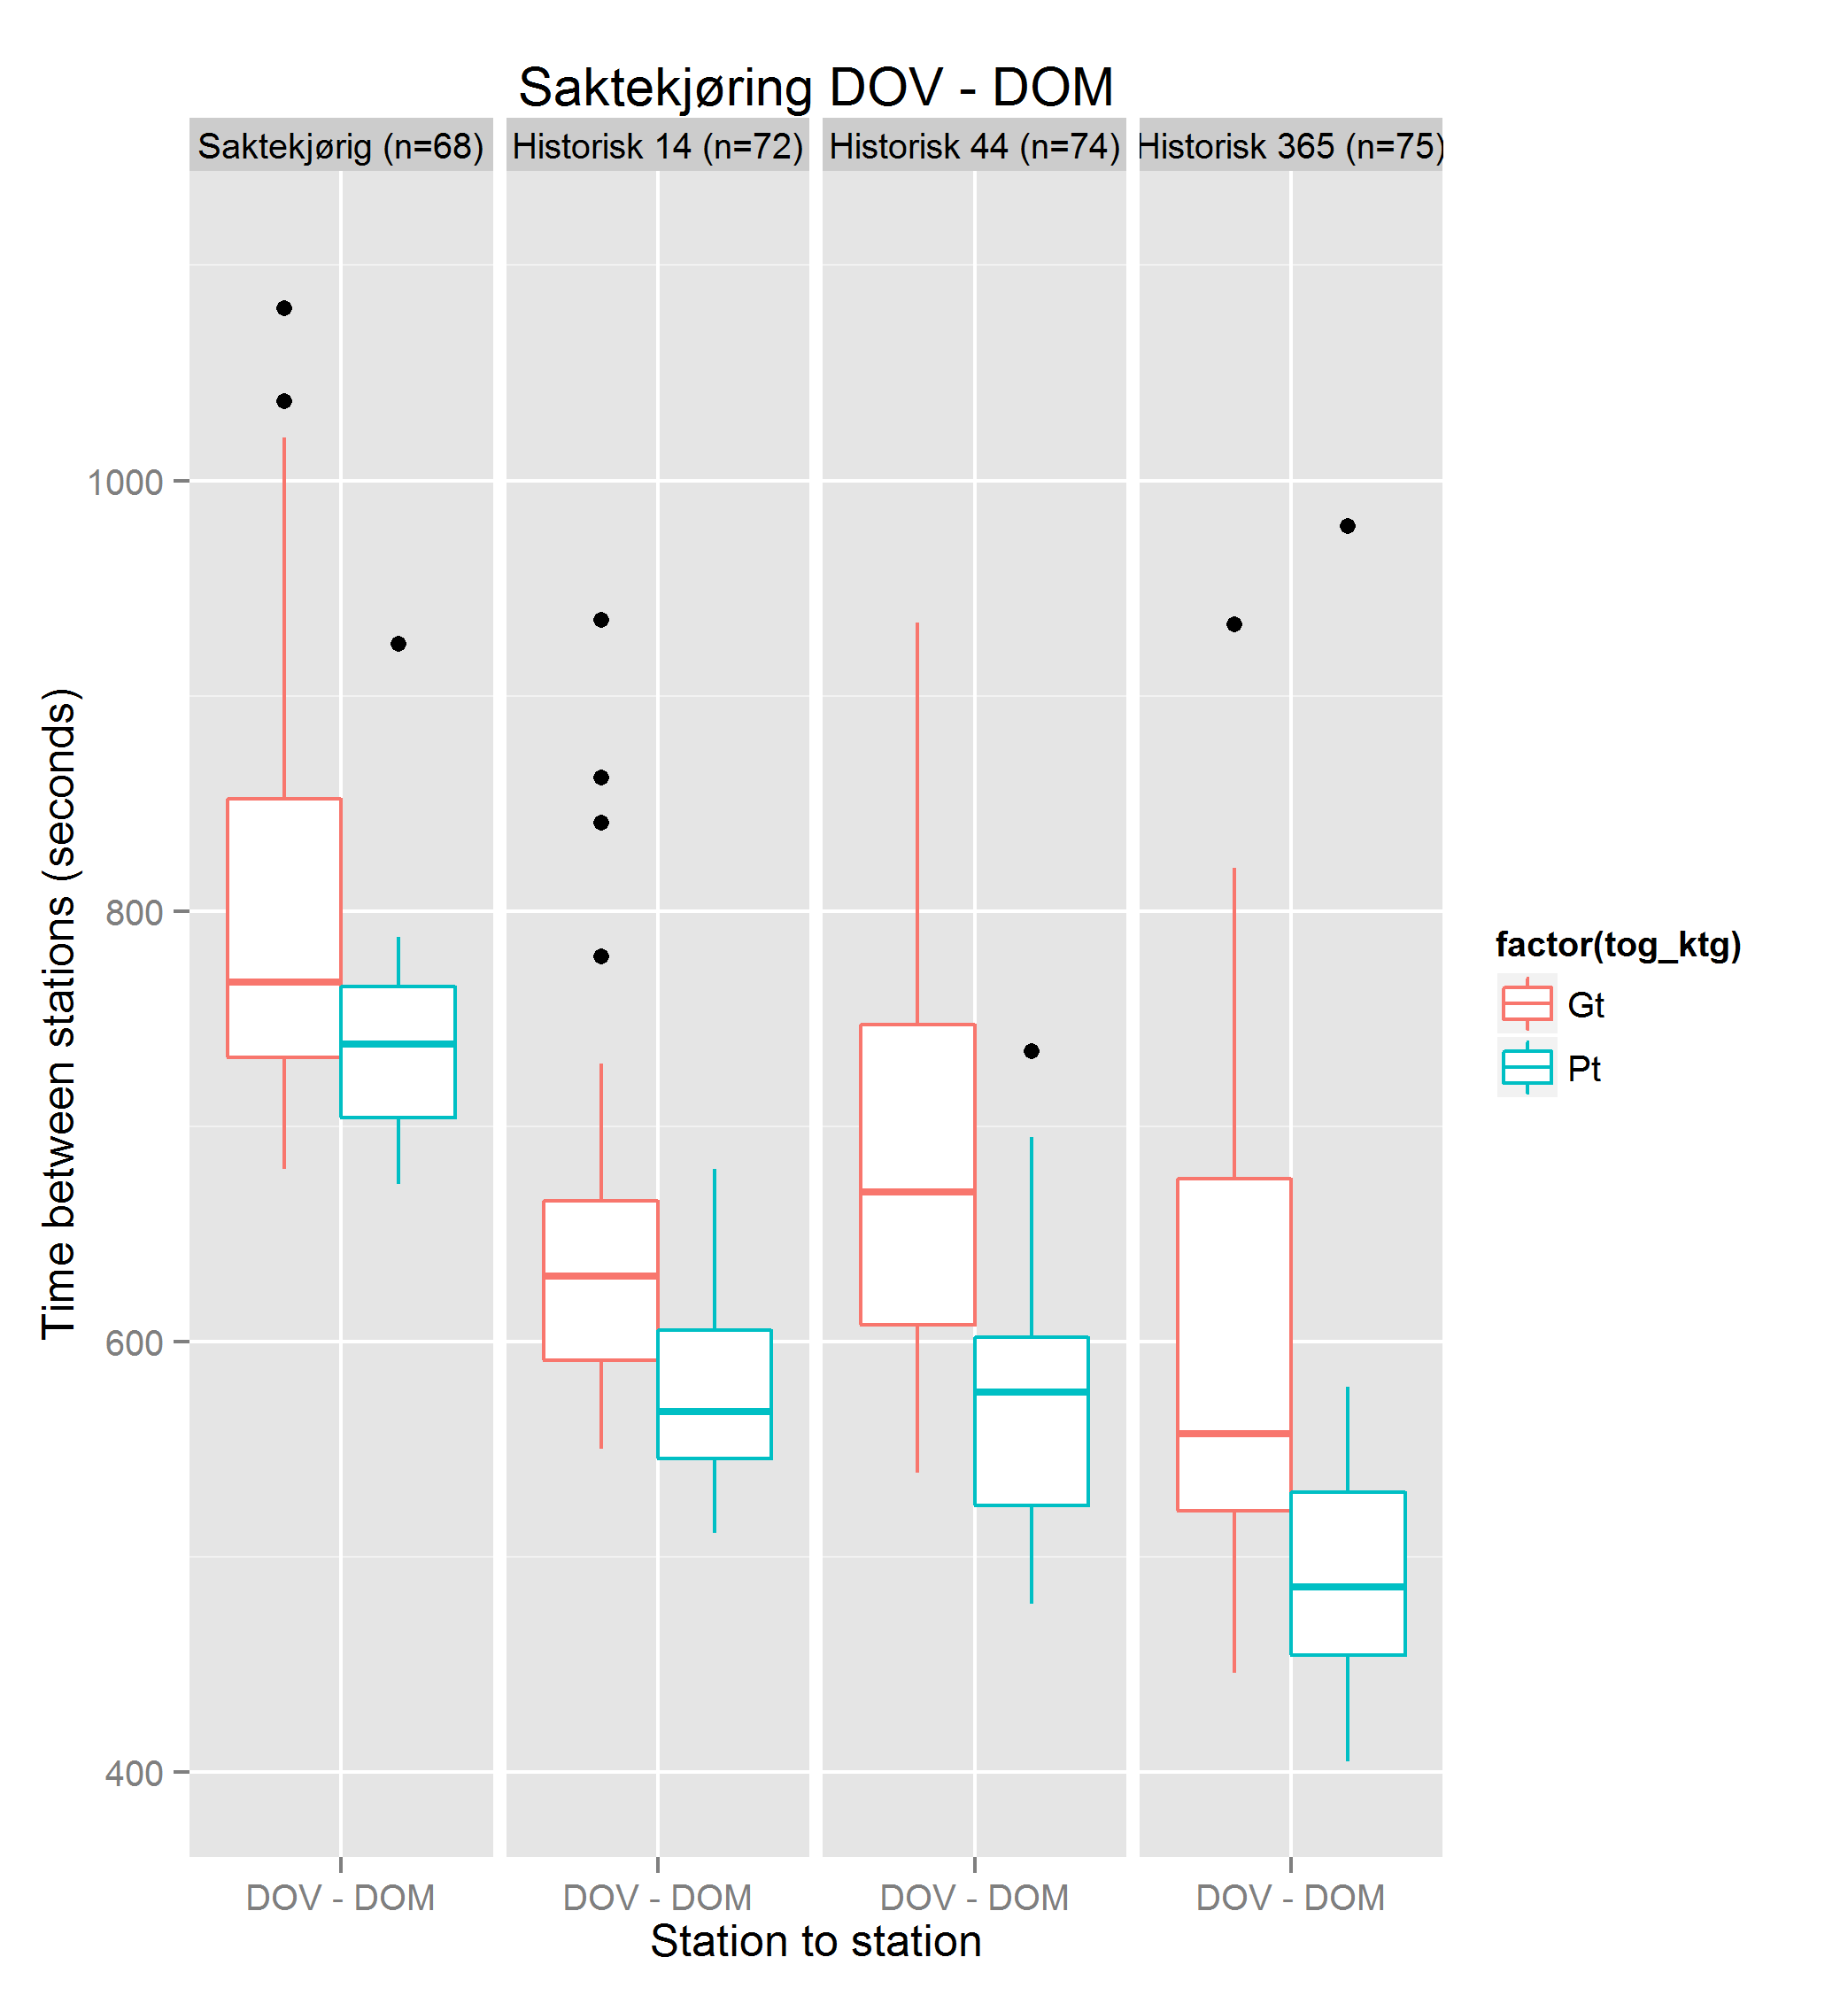 Saktekjøring DOV - DOM
Saktekjørig (n=68)
Historisk 14 (n=72)
Historisk 44 (n=74)
Historisk 365 (n=75)
Time between stations (seconds)
1000
800
600
400
DOV - DOM
DOV - DOM
DOV - DOM
DOV - DOM
Station to station
factor(tog_ktg)
Gt
Pt